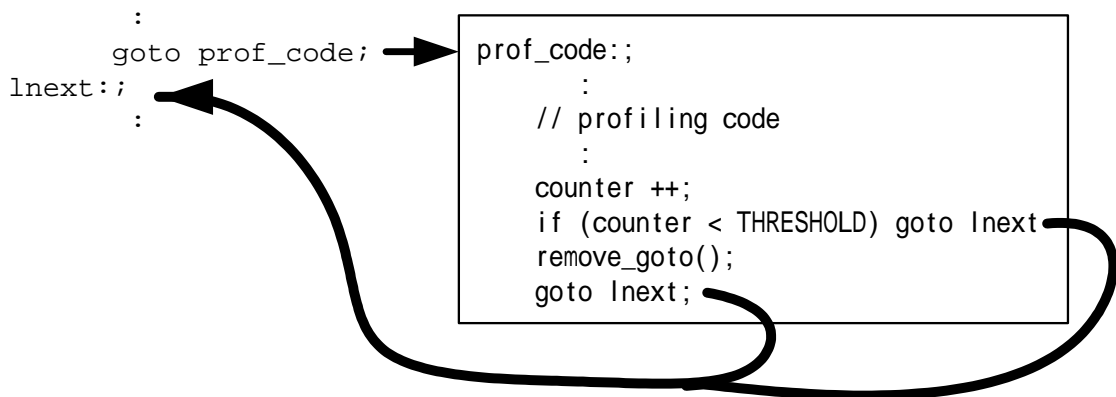 :
goto prof_code;
lnext:;
:
prof_code:;
:
// profiling code
:
counter ++;
if (counter < THRESHOLD) goto lnext
remove_goto();
goto lnext;